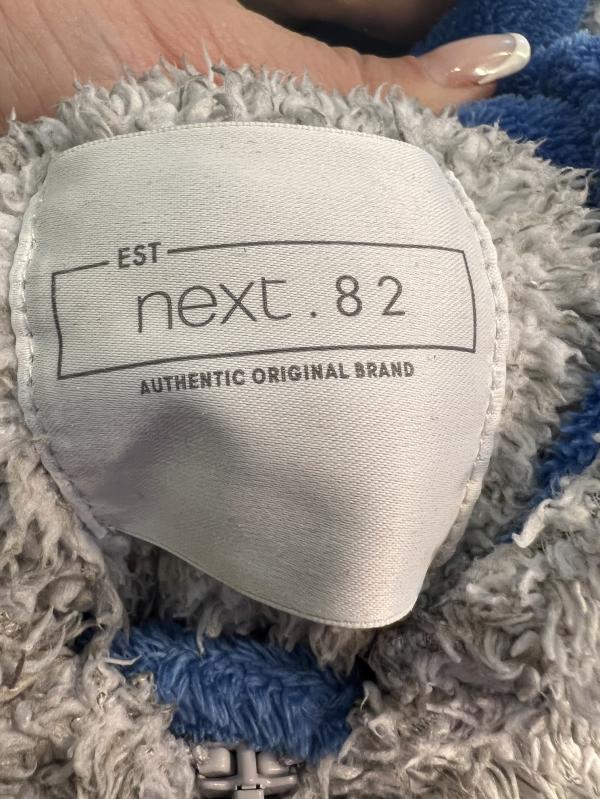 EST
next.82
AUTHENTIC ORIGINAL BRAND